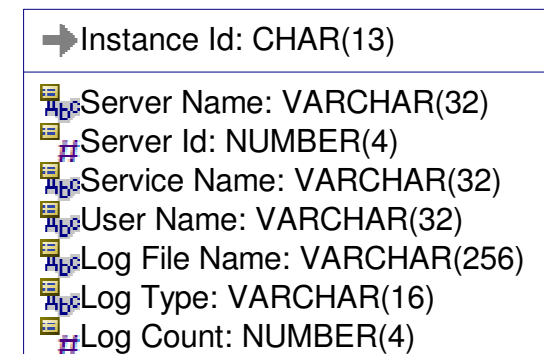 Instance Id: CHAR(13)
Server Name: VARCHAR(32)
Server Id: NUMBER(4)
Service Name: VARCHAR(32)
User Name: VARCHAR(32)
Log File Name: VARCHAR(256)
Log Type: VARCHAR(16)
Log Count: NUMBER(4)